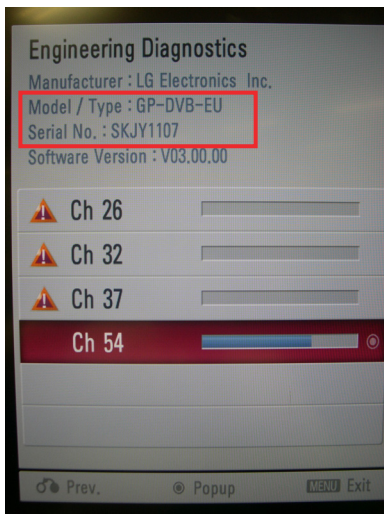 Engineering Diagnostics
Manufacturer : LG Electronics Inc.
Model / Type : GP-DVB-EU
Serial No. : SKJY1107
Software Version : V03.00.00
Ch 26
Ch 32
Ch 37
Ch 54
Prev. Popup MENU Exit